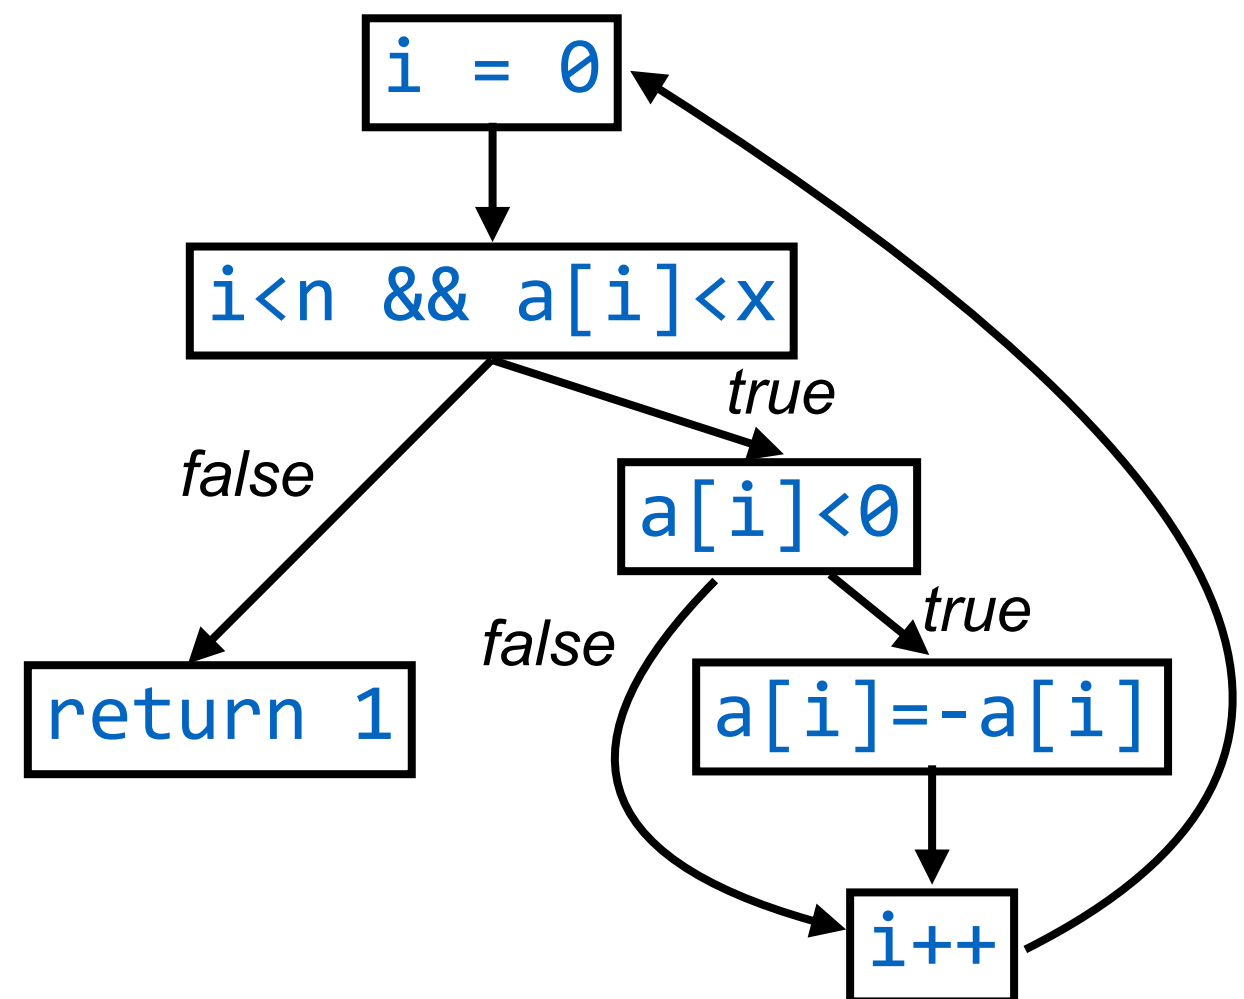 i = 0
i<n && a[i]<x
true
false
a[i]<0
true
false
return 1
a[i]=-a[i]
i++